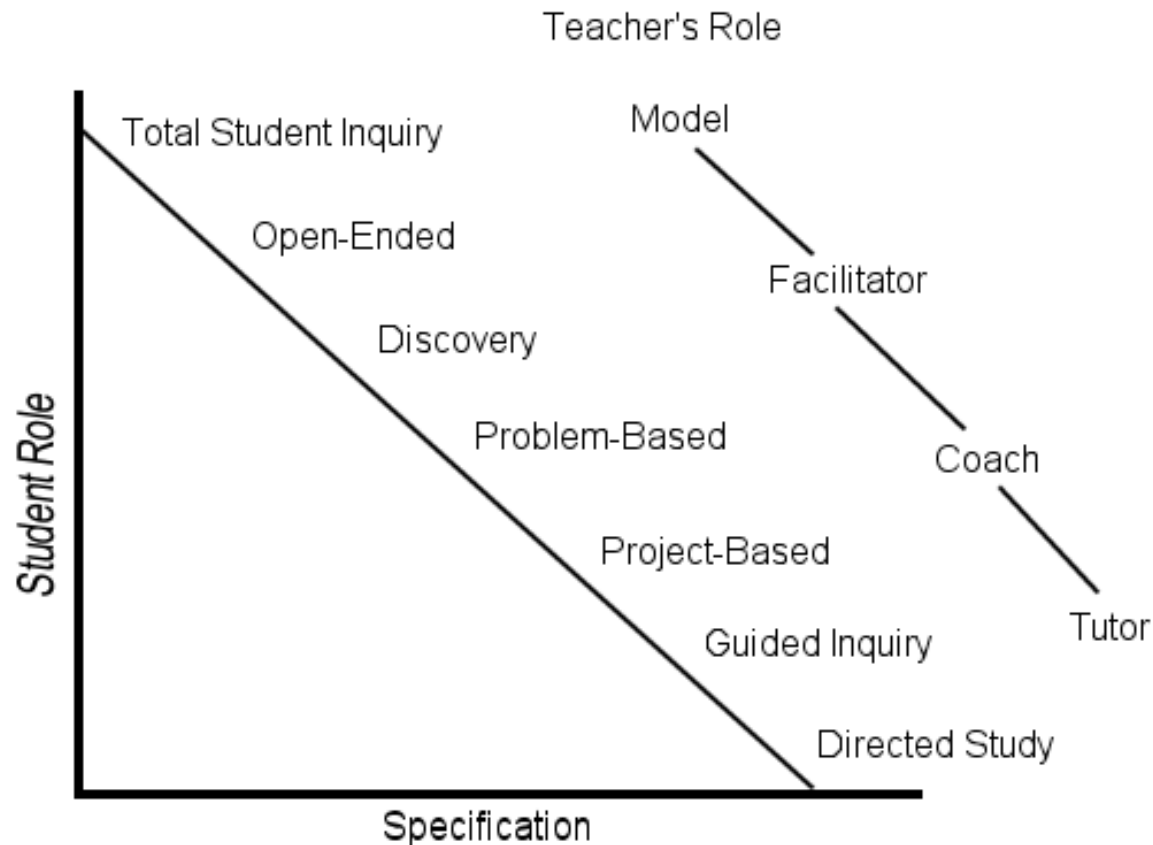 Teacher's Role
Model
Total Student Inquiry
Open-Ended
Facilitator
Discovery
Problem-Based
Coach
Project-Based
Tutor
Guided Inquiry
Directed Study
Student Role
Specification